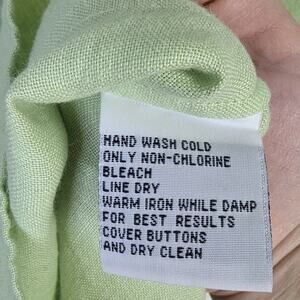 HAND WASH COLD
ONLY NON-CHLORINE
BLEACH
LINE DRY
WARM IRON WHILE DAMP
FOR BEST RESULTS
COVER BUTTONS
AND DRY CLEAN